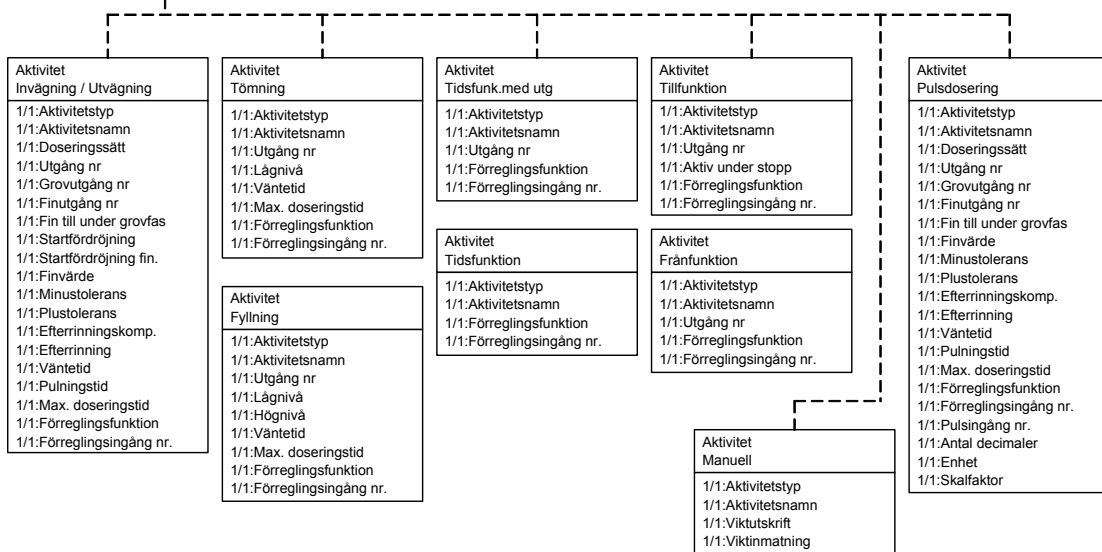 Aktivitet
Invägning / Utvägning
1/1:Aktivitetstyp
1/1:Aktivitetsnamn
1/1:Doseringssätt
1/1:Utgång nr
1/1:Grovutgång nr
1/1:Finutgång nr
1/1:Fin till under grovfas
1/1:Startfördröjning
1/1:Startfördröjning fin.
1/1:Finvärde
1/1:Minustolerans
1/1:Plustolerans
1/1:Efterrinningskomp.
1/1:Efterrinning
1/1:Väntetid
1/1:Pulningstid
1/1:Max. doseringstid
1/1:Förreglingsfunktion
1/1:Förreglingsingång nr.
Aktivitet
Tömning
1/1:Aktivitetstyp
1/1:Aktivitetsnamn
1/1:Utgång nr
1/1:Lågnivå
1/1:Väntetid
1/1:Max. doseringstid
1/1:Förreglingsfunktion
1/1:Förreglingsingång nr.
Aktivitet
Fyllning
1/1:Aktivitetstyp
1/1:Aktivitetsnamn
1/1:Utgång nr
1/1:Lågnivå
1/1:Högnivå
1/1:Väntetid
1/1:Max. doseringstid
1/1:Förreglingsfunktion
1/1:Förreglingsingång nr.
Aktivitet
Tidsfunk.med utg
1/1:Aktivitetstyp
1/1:Aktivitetsnamn
1/1:Utgång nr
1/1:Förreglingsfunktion
1/1:Förreglingsingång nr.
Aktivitet
Tidsfunktion
1/1:Aktivitetstyp
1/1:Aktivitetsnamn
1/1:Förreglingsfunktion
1/1:Förreglingsingång nr.
Aktivitet
Tillfunktion
1/1:Aktivitetstyp
1/1:Aktivitetsnamn
1/1:Utgång nr
1/1:Aktiv under stopp
1/1:Förreglingsfunktion
1/1:Förreglingsingång nr.
Aktivitet
Frånfunktion
1/1:Aktivitetstyp
1/1:Aktivitetsnamn
1/1:Utgång nr
1/1:Förreglingsfunktion
1/1:Förreglingsingång nr.
Aktivitet
Manuell
1/1:Aktivitetstyp
1/1:Aktivitetsnamn
1/1:Viktutskrift
1/1:Viktinmatning
Aktivitet
Pulsdosering
1/1:Aktivitetstyp
1/1:Aktivitetsnamn
1/1:Doseringssätt
1/1:Utgång nr
1/1:Grovutgång nr
1/1:Finutgång nr
1/1:Fin till under grovfas
1/1:Finvärde
1/1:Minustolerans
1/1:Plustolerans
1/1:Efterrinningskomp.
1/1:Efterrinning
1/1:Väntetid
1/1:Pulningstid
1/1:Max. doseringstid
1/1:Förreglingsfunktion
1/1:Förreglingsingång nr.
1/1:Pulsingång nr.
1/1:Antal decimaler
1/1:Enhet
1/1:Skalfaktor